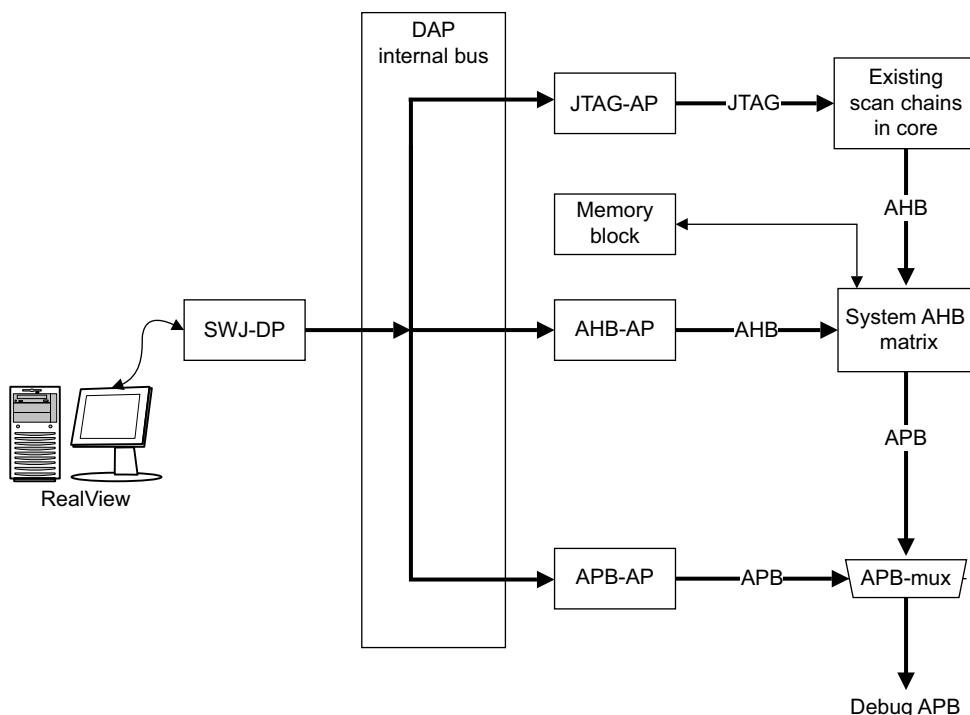 DAP
internal bus
JTAG-AP
JTAG
Existing
scan chains
in core
AHB
Memory
block
SWJ-DP
AHB-AP
AHB
System AHB
matrix
APB
RealView
APB-AP
APB
APB-mux
Debug APB